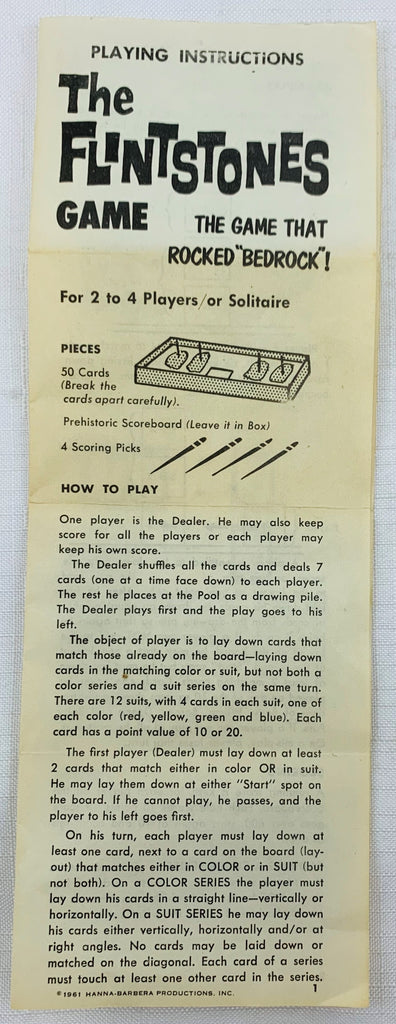 PLAYING INSTRUCTIONS
The
FLINTSTONES
GAME THE GAME THAT
ROCKED "BEDROCK"!
For 2 to 4 Players/or Solitaire
PIECES
50 Cards
(Break the
cards apart carefully).
Prehistoric Scoreboard (Leave it in Box)
4 Scoring Picks
HOW TO PLAY
One player is the Dealer. He may also keep
score for all the players or each player may
keep his own score.
The Dealer shuffles all the cards and deals 7
cards (one at a time face down) to each player.
The rest he places at the Pool as a drawing pile.
The Dealer plays first and the play goes to his
left.
The object of player is to lay down cards that
match those already on the board—laying down
cards in the matching color or suit, but not both a
color series and a suit series on the same turn.
There are 12 suits, with 4 cards in each suit, one of
each color (red, yellow, green and blue). Each
card has a point value of 10 or 20.
The first player (Dealer) must lay down at least
2 cards that match either in color OR in suit.
He may lay them down at either "Start" spot on
the board. If he cannot play, he passes, and the
player to his left goes first.
On his turn, each player must lay down at
least one card, next to a card on the board (lay-
out) that matches either in COLOR or in SUIT (but
not both). On a COLOR SERIES the player must
lay down his cards in a straight line—vertically or
horizontally. On a SUIT SERIES he may lay down
his cards either vertically, horizontally and/or at
right angles. No cards may be laid down or
matched on the diagonal. Each card of a series
must touch at least one other card in the series.
© 1961 HANNA-BARBERA PRODUCTIONS, INC. 1